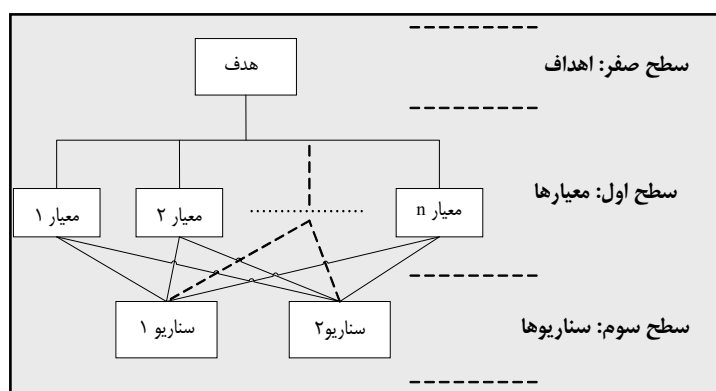 هدف
سطح صفر: اهداف
معیار ۱
معیار ۲
معیار n
سطح اول: معیارها
سناریو ۱
سناریو۲
سطح سوم: سناریوها